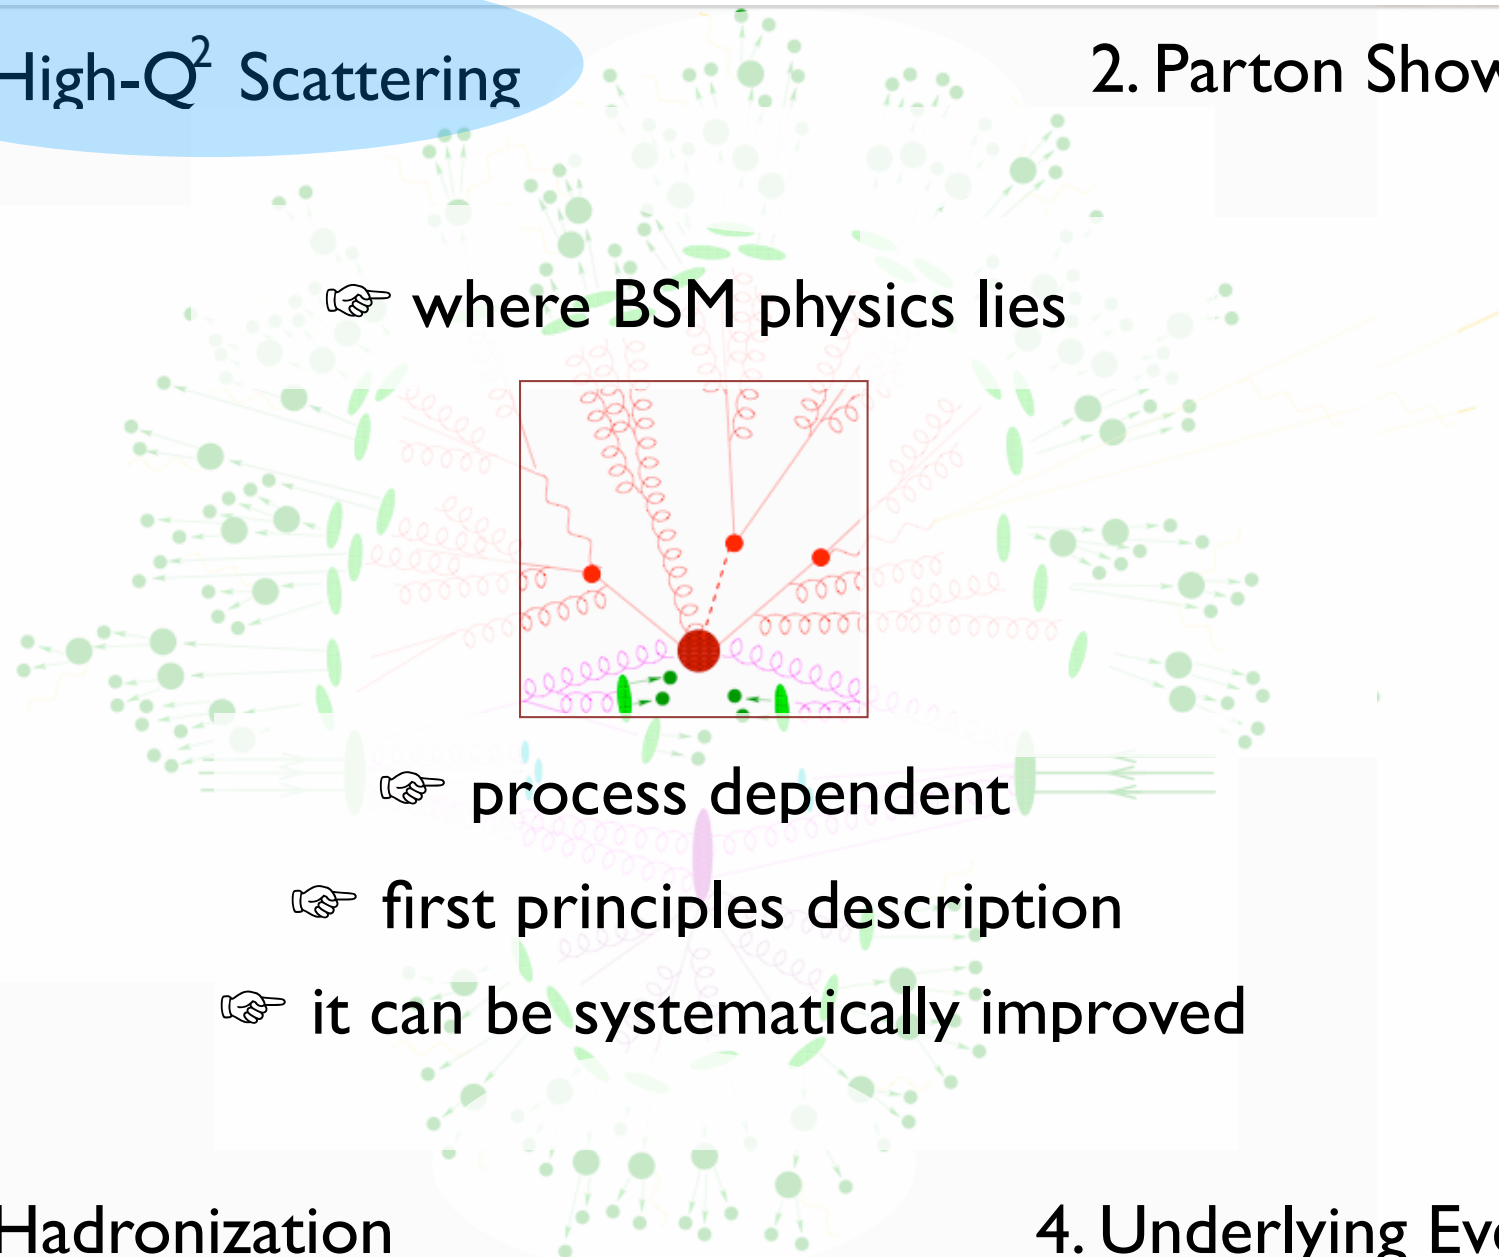 High-Q² Scattering
2. Parton Show
☞ where BSM physics lies
☞ process dependent
☞ first principles description
☞ it can be systematically improved
Hadronization
4. Underlying Eve